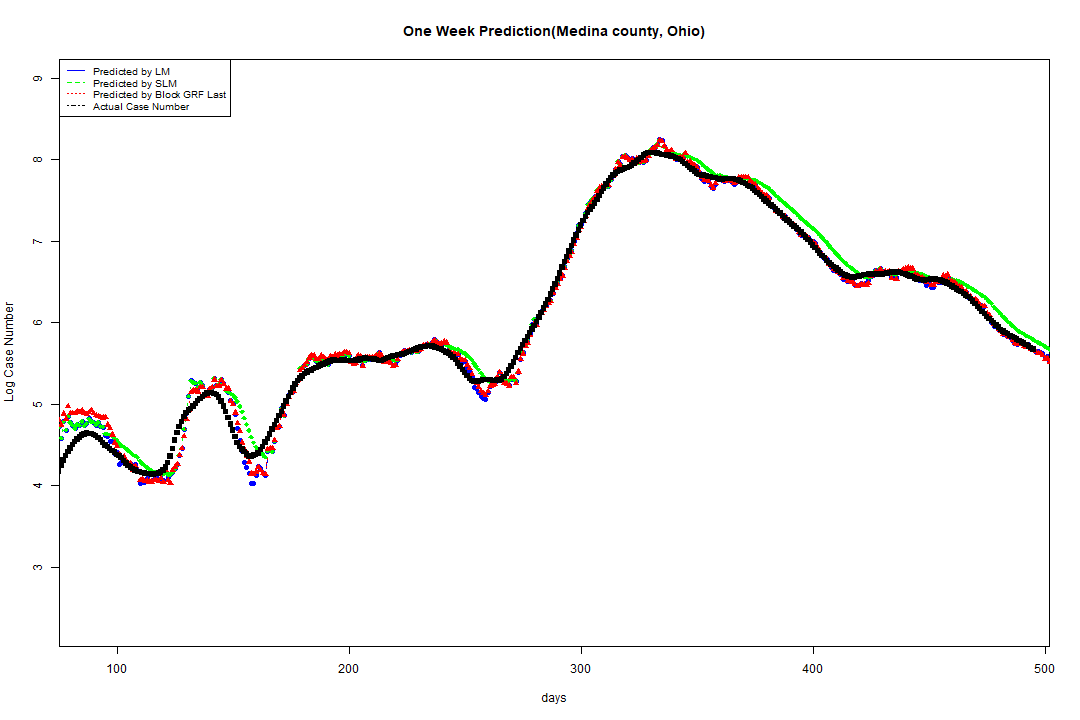 One Week Prediction(Medina county, Ohio)
Predicted by LM
Predicted by SLM
Predicted by Block GRF Last
Actual Case Number
9
8
7
6
5
4
3
Log Case Number
100 200 300 400 500
days